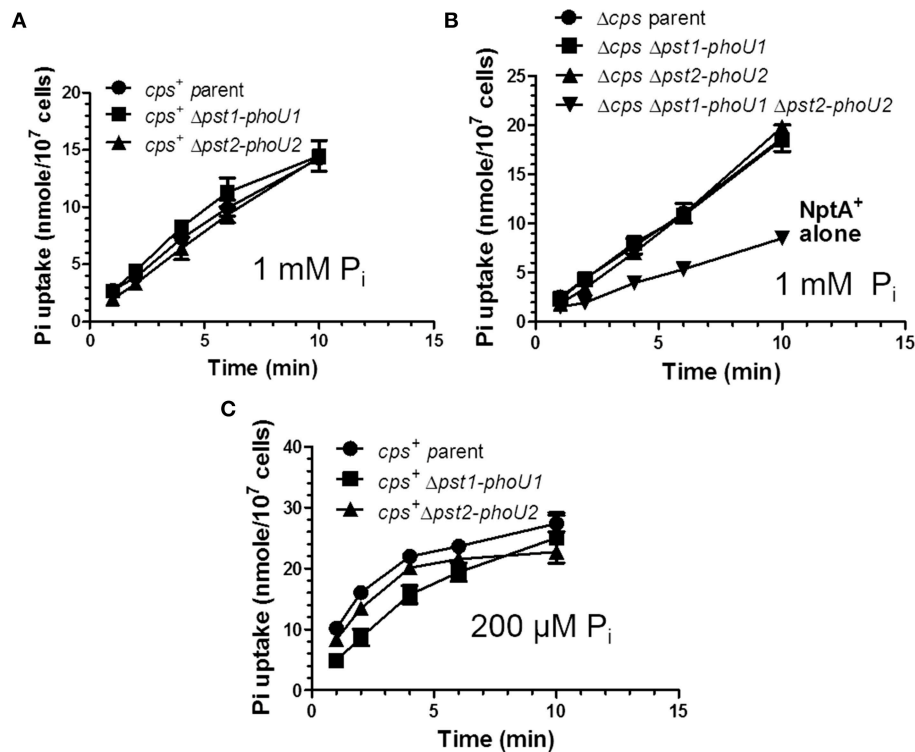 A
cps⁺ parent
cps⁺ Δpst1-phoU1
cps⁺ Δpst2-phoU2
Pi uptake (nmole/10⁷ cells)
20
15
10
5
0
1 mM Pᵢ
0 5 10 15
Time (min)
B
Δcps parent
Δcps Δpst1-phoU1
Δcps Δpst2-phoU2
Δcps Δpst1-phoU1 Δpst2-phoU2
Pi uptake (nmole/10⁷ cells)
25
20
15
10
5
0
NptA⁺
alone
1 mM Pᵢ
0 5 10 15
Time (min)
C
cps⁺ parent
cps⁺ Δpst1-phoU1
cps⁺Δpst2-phoU2
Pi uptake (nmole/10⁷ cells)
40
30
20
10
0
200 µM Pᵢ
0 5 10 15
Time (min)